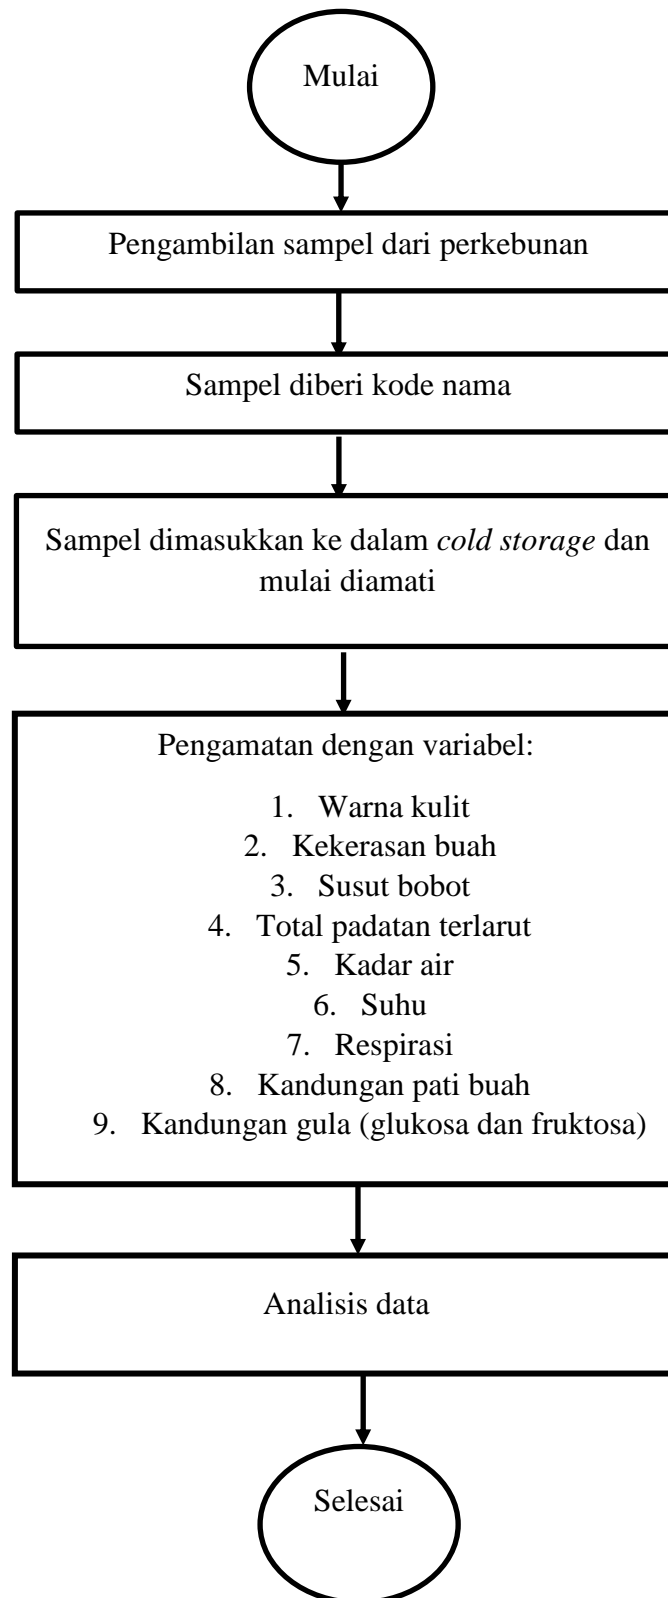 Mulai
Pengambilan sampel dari perkebunan
Sampel diberi kode nama
Sampel dimasukkan ke dalam cold storage dan
mulai diamati
Pengamatan dengan variabel:
1. Warna kulit
2. Kekerasan buah
3. Susut bobot
4. Total padatan terlarut
5. Kadar air
6. Suhu
7. Respirasi
8. Kandungan pati buah
9. Kandungan gula (glukosa dan fruktosa)
Analisis data
Selesai